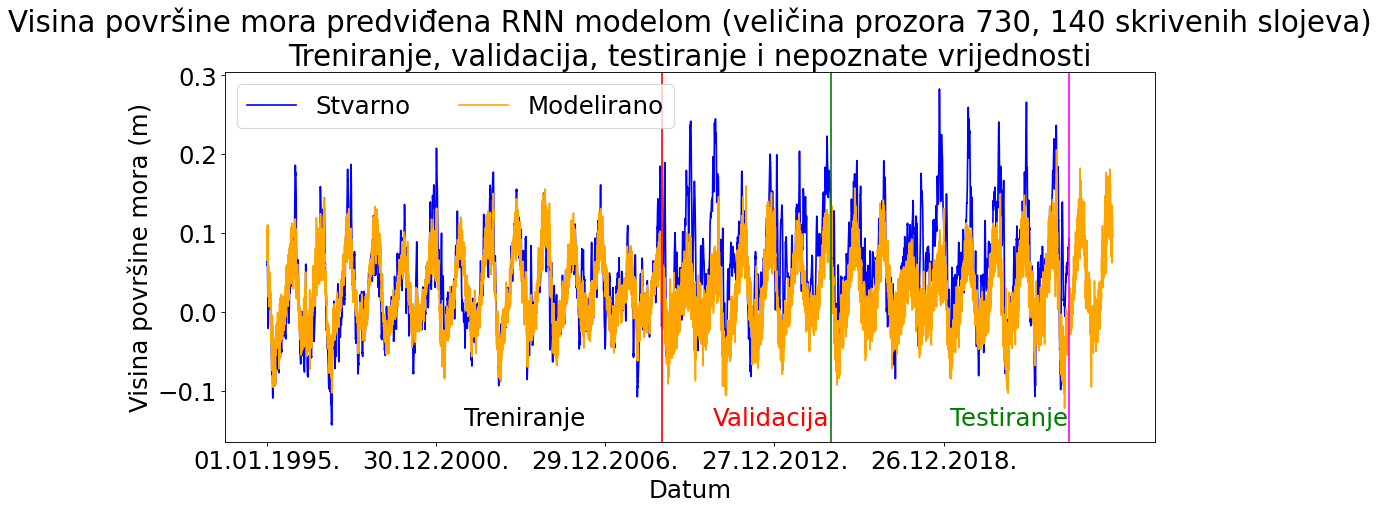 Visina površine mora predviđena RNN modelom (veličina prozora 730, 140 skrivenih slojeva)
Treniranje, validacija, testiranje i nepoznate vrijednosti
Stvarno Modelirano
Visina površine mora (m)
0.3
0.2
0.1
0.0
−0.1
Treniranje Validacija Testiranje
01.01.1995. 30.12.2000. 29.12.2006. 27.12.2012. 26.12.2018.
Datum